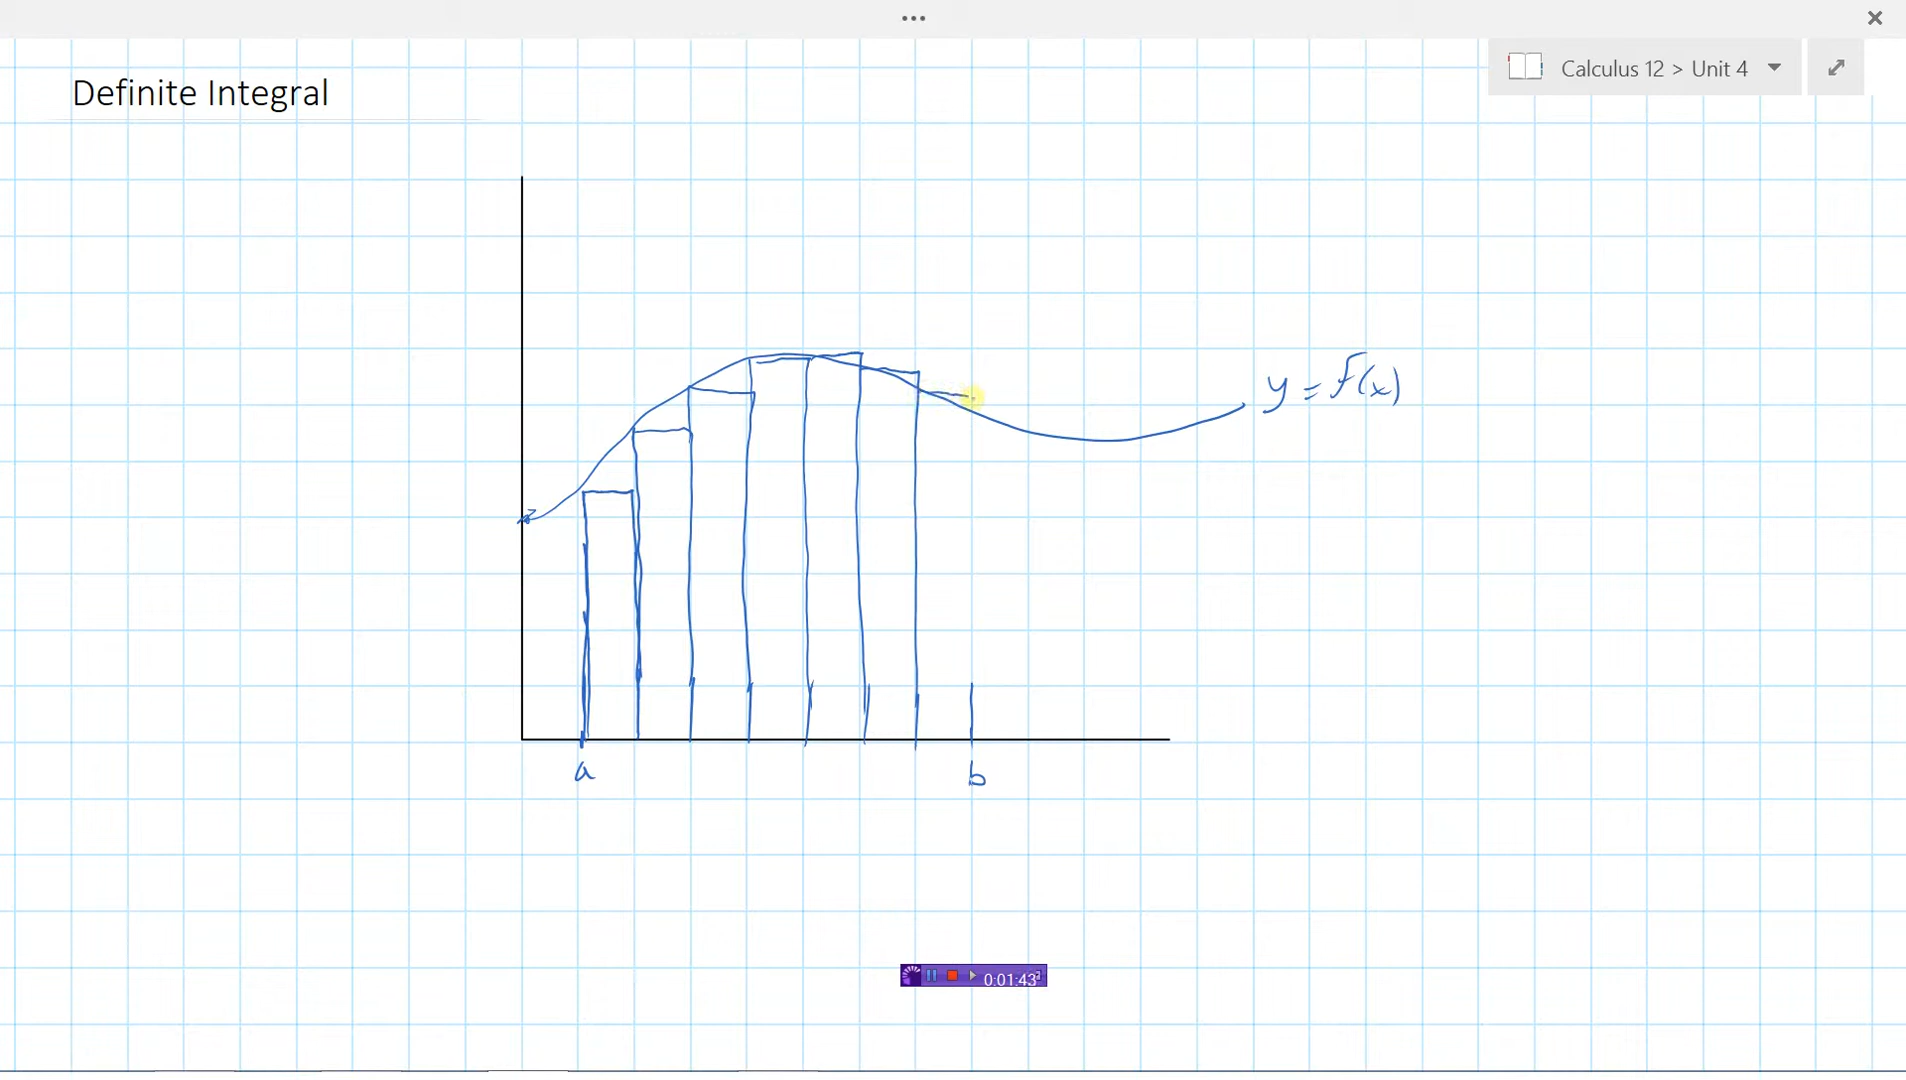 Definite Integral
Calculus 12 > Unit 4
y = f(x)
a
b
0:01:43